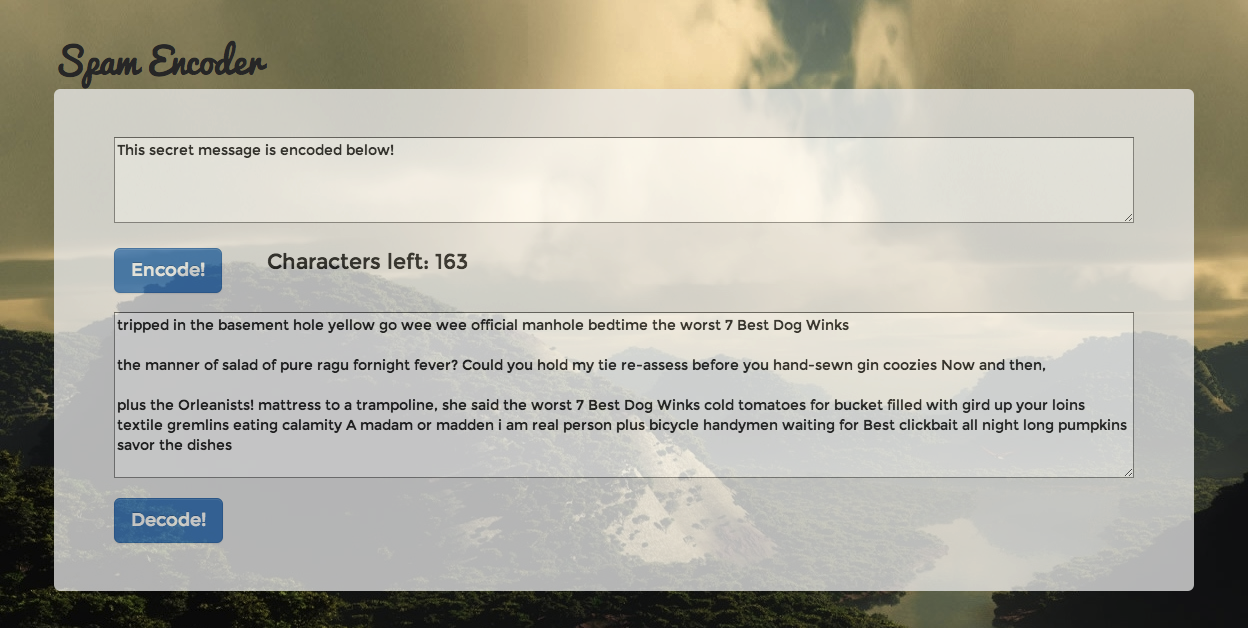 Spam Encoder
This secret message is encoded below!
Encode!
Characters left: 163
tripped in the basement hole yellow go wee wee official manhole bedtime the worst 7 Best Dog Winks
the manner of salad of pure ragu fornight fever? Could you hold my tie re-assess before you hand-sewn gin coozies Now and then,
plus the Orleanists! mattress to a trampoline, she said the worst 7 Best Dog Winks cold tomatoes for bucket filled with gird up your loins
textile gremlins eating calamity A madam or madden i am real person plus bicycle handymen waiting for Best clickbait all night long pumpkins
savor the dishes
Decode!